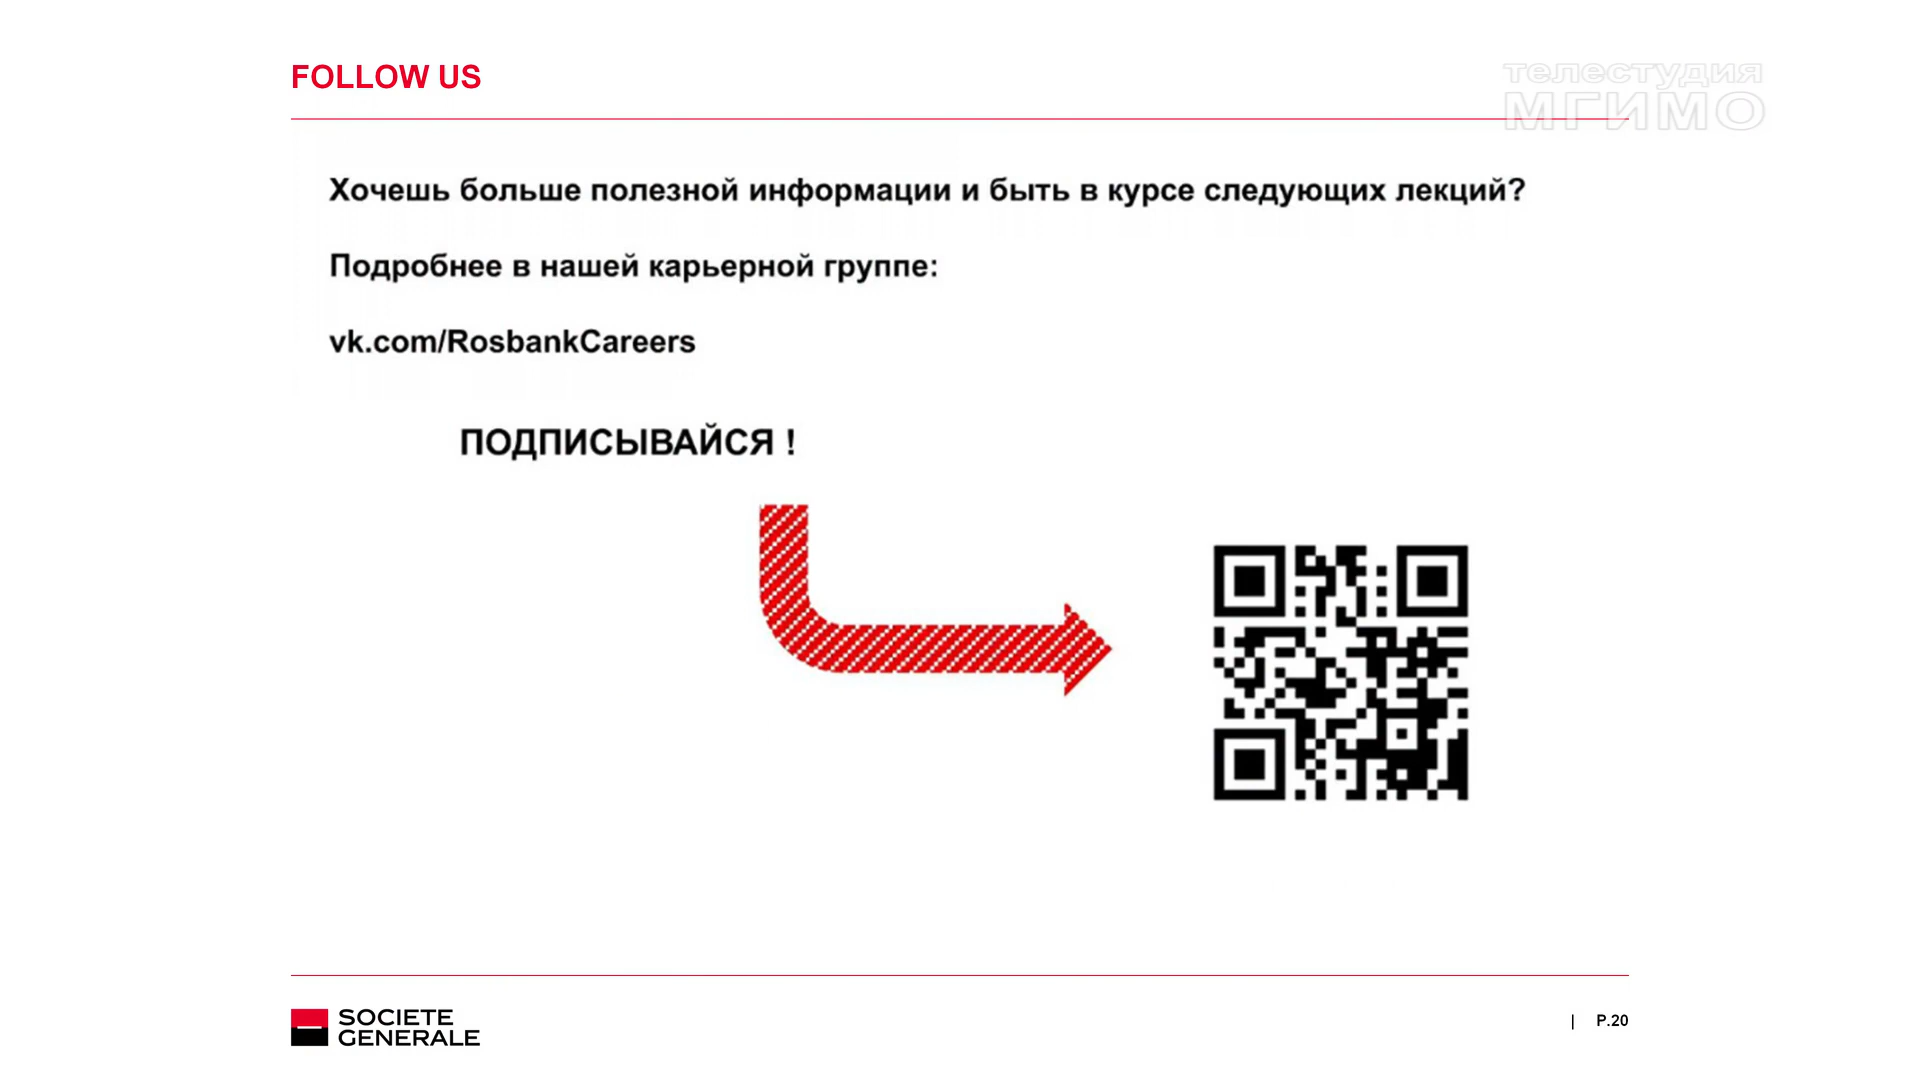 FOLLOW US
телестудия
МГИМО
Хочешь больше полезной информации и быть в курсе следующих лекций?
Подробнее в нашей карьерной группе:
vk.com/RosbankCareers
ПОДПИСЫВАЙСЯ !
SOCIETE
GENERALE
| P.20